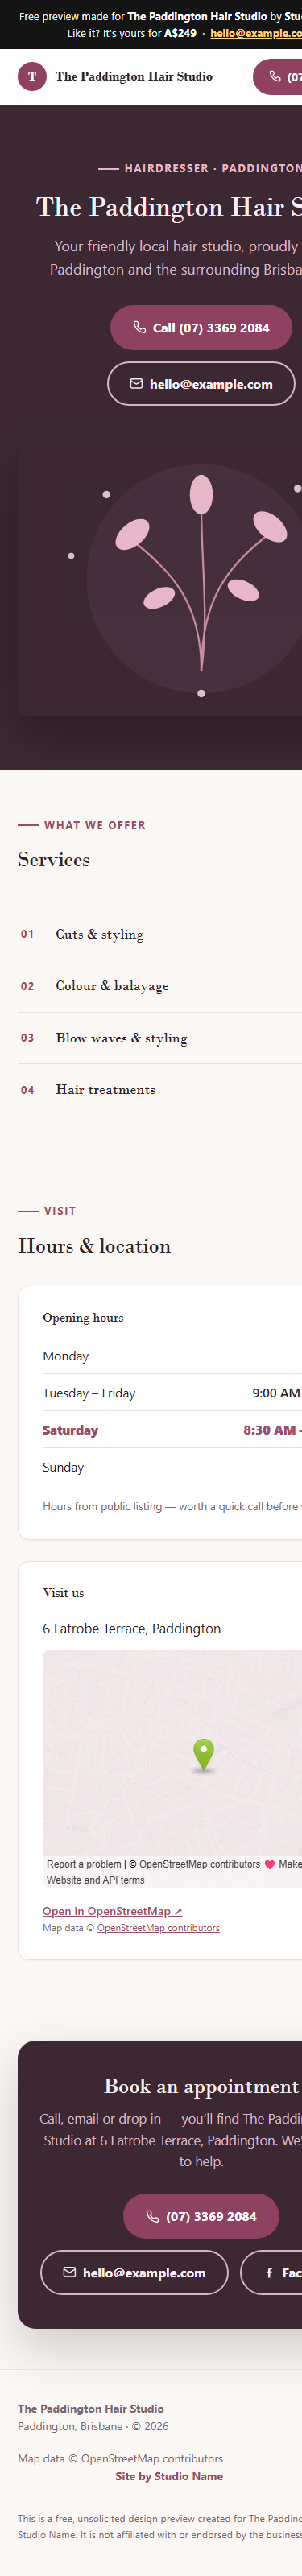 Free preview made for The Paddington Hair Studio by
Like it? It's yours for A$249 · hello@example.co
T The Paddington Hair Studio
HAIRDRESSER · PADDINGTON
The Paddington Hair S
Your friendly local hair studio, proudly
Paddington and the surrounding Brisba
Call (07) 3369 2084
hello@example.com
WHAT WE OFFER
Services
01 Cuts & styling
02 Colour & balayage
03 Blow waves & styling
04 Hair treatments
VISIT
Hours & location
Opening hours
Monday
Tuesday – Friday 9:00 AM
Saturday 8:30 AM
Sunday
Hours from public listing — worth a quick call before
Visit us
6 Latrobe Terrace, Paddington
Report a problem | © OpenStreetMap contributors Make
Website and API terms
Open in OpenStreetMap ↗
Map data © OpenStreetMap contributors
Book an appointment
Call, email or drop in — you'll find The Paddin
Studio at 6 Latrobe Terrace, Paddington. We'
to help.
(07) 3369 2084
hello@example.com Fac
The Paddington Hair Studio
Paddington, Brisbane · © 2026
Map data © OpenStreetMap contributors
Site by Studio Name
This is a free, unsolicited design preview created for The Padding
Studio Name. It is not affiliated with or endorsed by the business